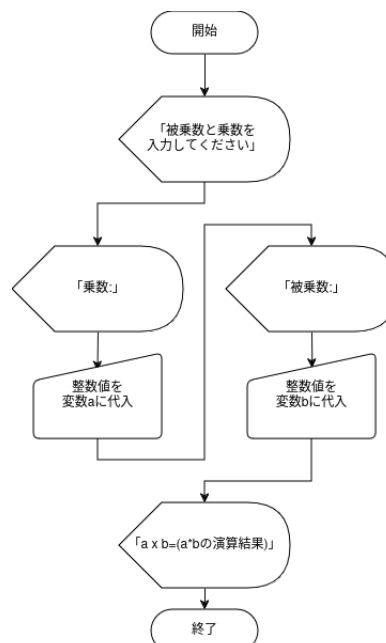 開始
「被乗数と乗数を
入力してください」
「乗数:」
整数値を
変数aに代入
「被乗数:」
整数値を
変数bに代入
「a x b=(a*bの演算結果)」
終了